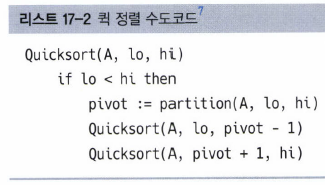 리스트 17-2 퀵 정렬 수도코드7
Quicksort(A, lo, hi)
if lo < hi then
pivot := partition(A, lo, hi)
Quicksort(A, lo, pivot - 1)
Quicksort(A, pivot + 1, hi)